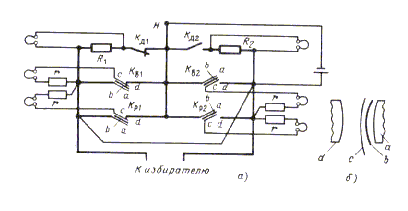 м
Кд1 Кд2
R1 R2
Кв1 Кв2
r c b a d a b c d
r
Кр1 Кр2
r c b a d b a c d r
r
К избирателю
а) б)
d c b a